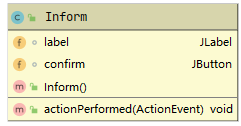 Inform
label JLabel
confirm JButton
Inform()
actionPerformed(ActionEvent) void